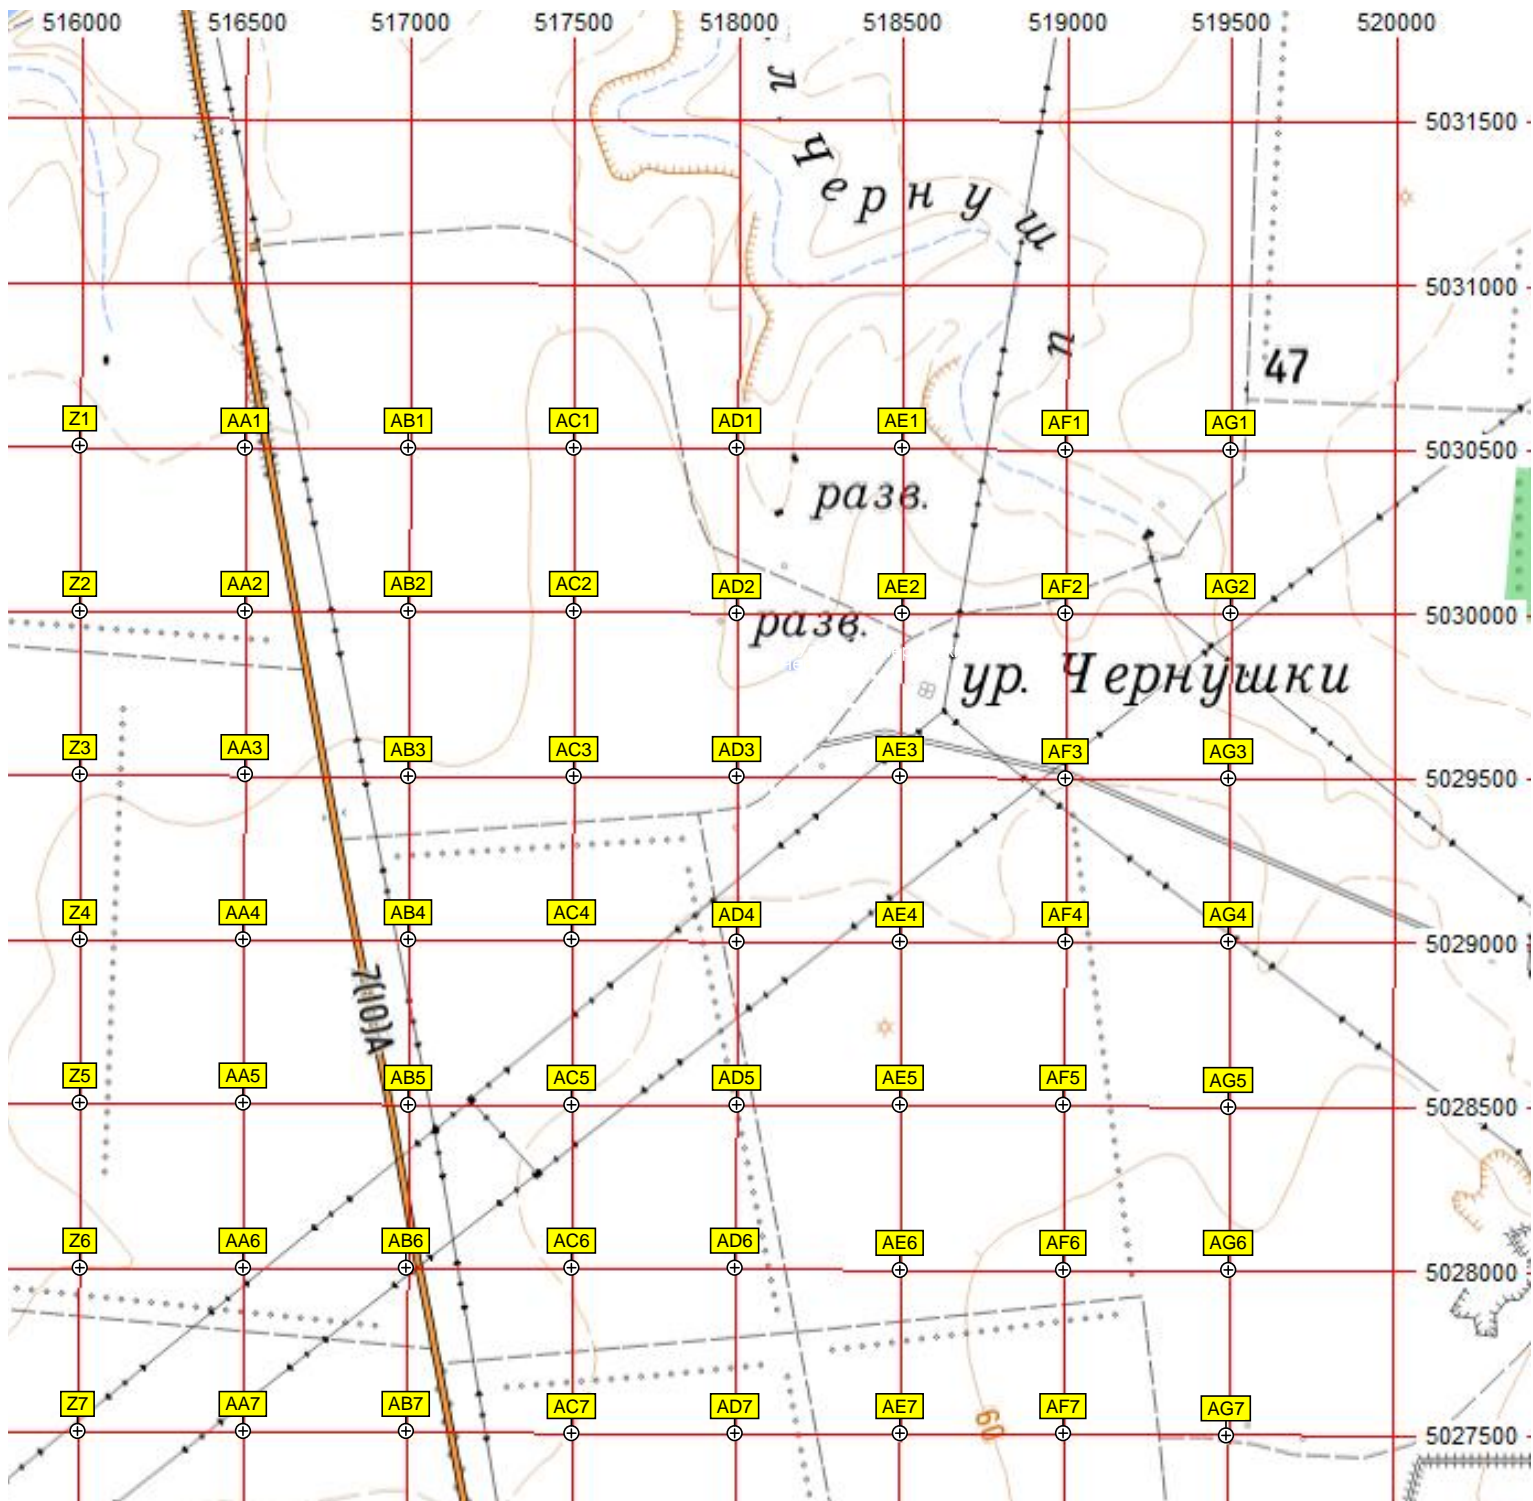 516000 516500 517000 517500 518000 518500 519000 519500 520000
л
Чернуш
5031500
5031000
п
47
Z1 AA1 AB1 AC1 AD1 AE1 AF1 AG1
5030500
разв.
Z2 AA2 AB2 AC2 AD2 AE2 AF2 AG2
5030000
разв.
ур. Чернушки
Z3 AA3 AB3 AC3 AD3 AE3 AF3 AG3
5029500
Z4 AA4 AB4 AC4 AD4 AE4 AF4 AG4
5029000
7(10)А
Z5 AA5 AB5 AC5 AD5 AE5 AF5 AG5
5028500
Z6 AA6 AB6 AC6 AD6 AE6 AF6 AG6
5028000
Z7 AA7 AB7 AC7 AD7 AE7 AF7 AG7
60
5027500